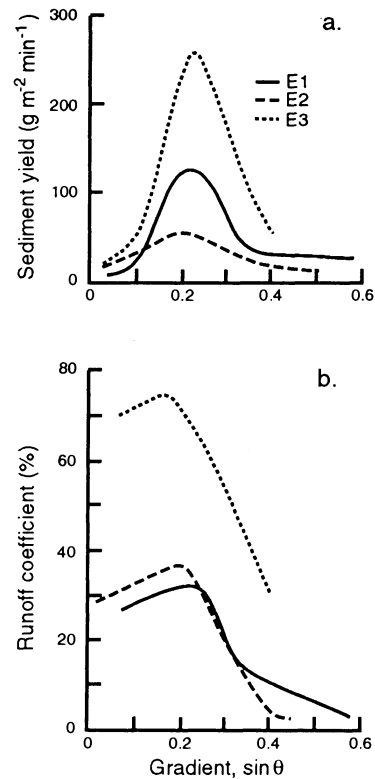 300
a.
200
100
0
Sediment yield (g m⁻² min⁻¹)
E1
E2
E3
0 0.2 0.4 0.6
80
b.
60
40
20
0
Runoff coefficient (%)
0 0.2 0.4 0.6
Gradient, sinθ